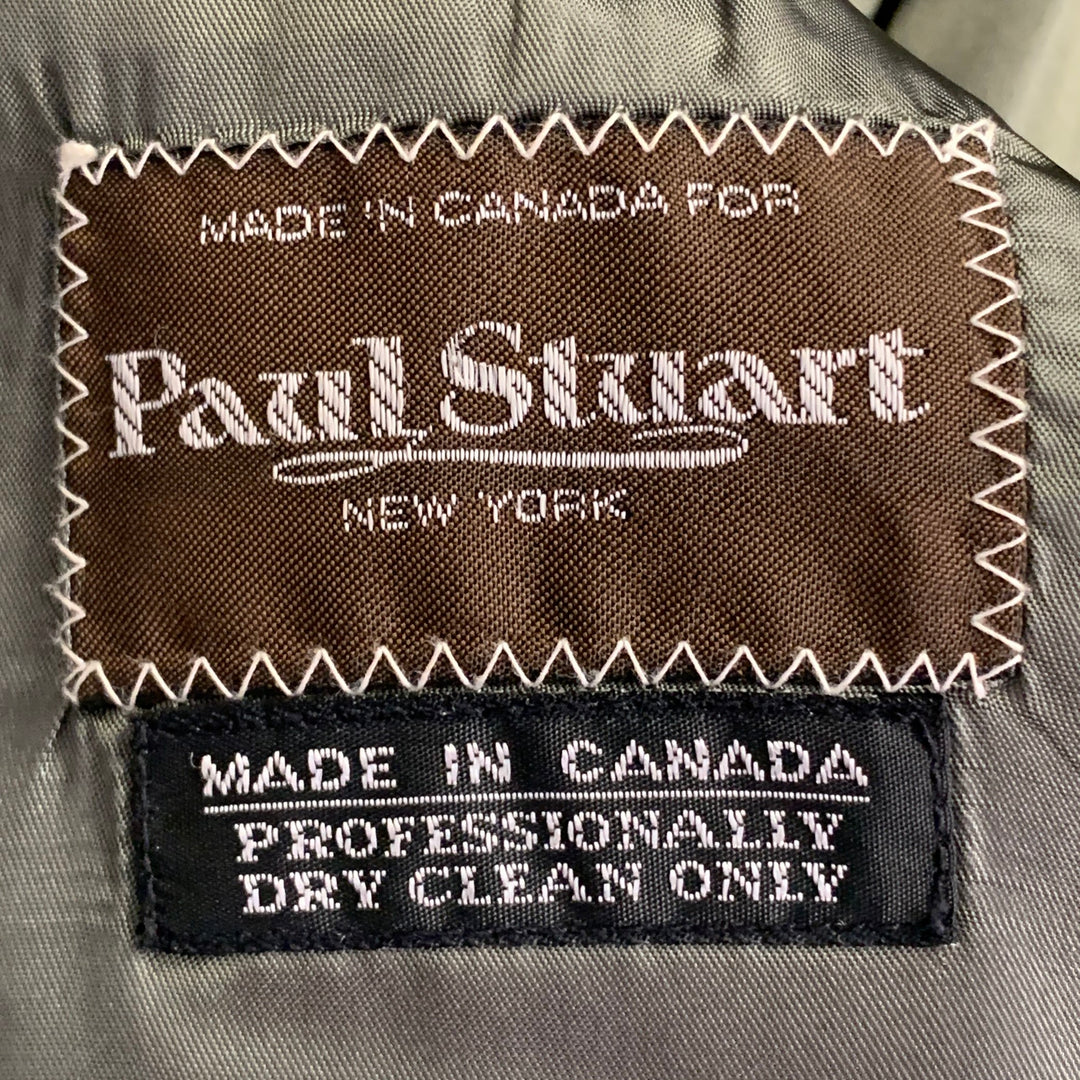 MADE IN CANADA FOR
Paul Stuart
NEW YORK
MADE IN CANADA
PROFESSIONALLY
DRY CLEAN ONLY